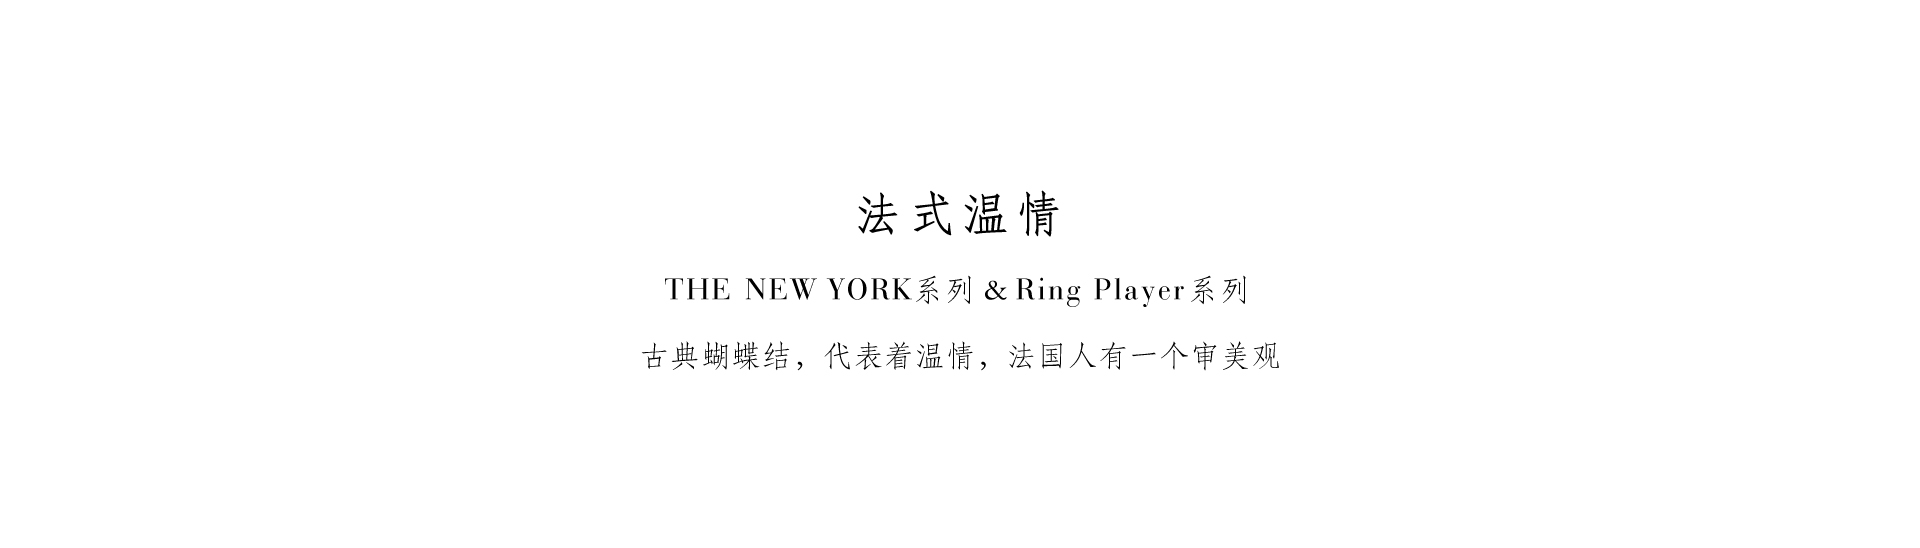 法式温情
THE NEW YORK系列 & Ring Player系列
古典蝴蝶结，代表着温情，法国人有一个审美观